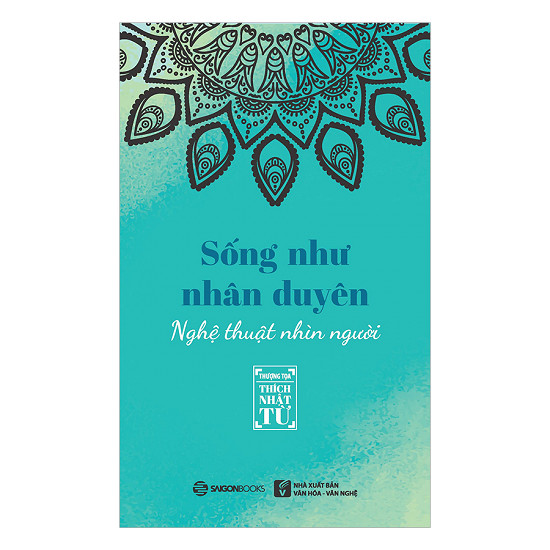 Sống như
nhân duyên
Nghệ thuật nhìn người
THƯỢNG TỌA
THÍCH
NHẬT
TỪ
SAIGONBOOKS
NHÀ XUẤT BẢN
VĂN HÓA - VĂN NGHỆ